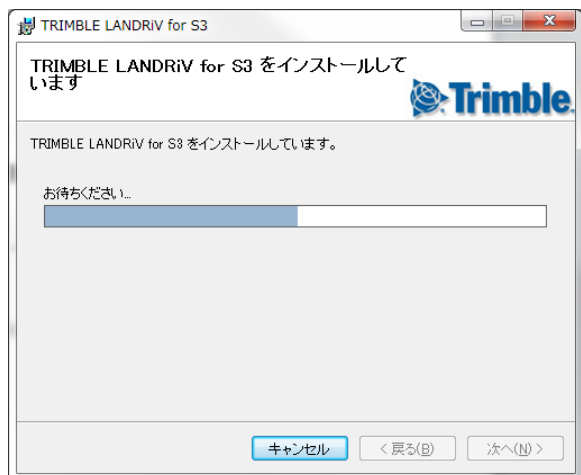 TRIMBLE LANDRiV for S3
TRIMBLE LANDRiV for S3 をインストールして
います
Trimble.
TRIMBLE LANDRiV for S3 をインストールしています。
お待ちください...
キャンセル
< 戻る(B)
次へ(N) >